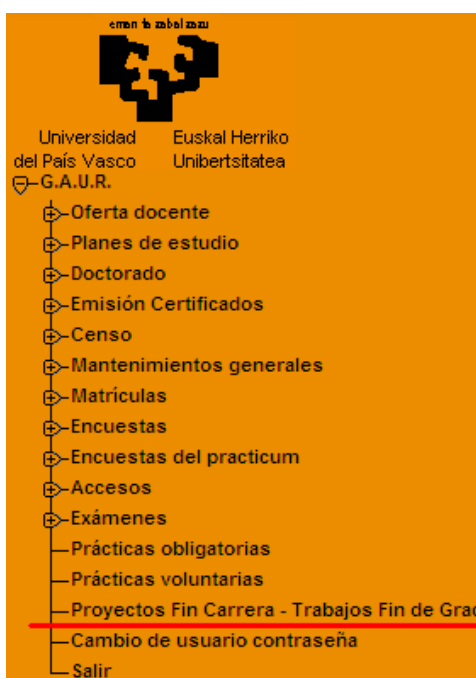 eman ta zabal zazu
Universidad Euskal Herriko
del País Vasco Unibertsitatea
G.A.U.R.
Oferta docente
Planes de estudio
Doctorado
Emisión Certificados
Censo
Mantenimientos generales
Matrículas
Encuestas
Encuestas del practicum
Accesos
Exámenes
Prácticas obligatorias
Prácticas voluntarias
Proyectos Fin Carrera - Trabajos Fin de Grad
Cambio de usuario contraseña
Salir